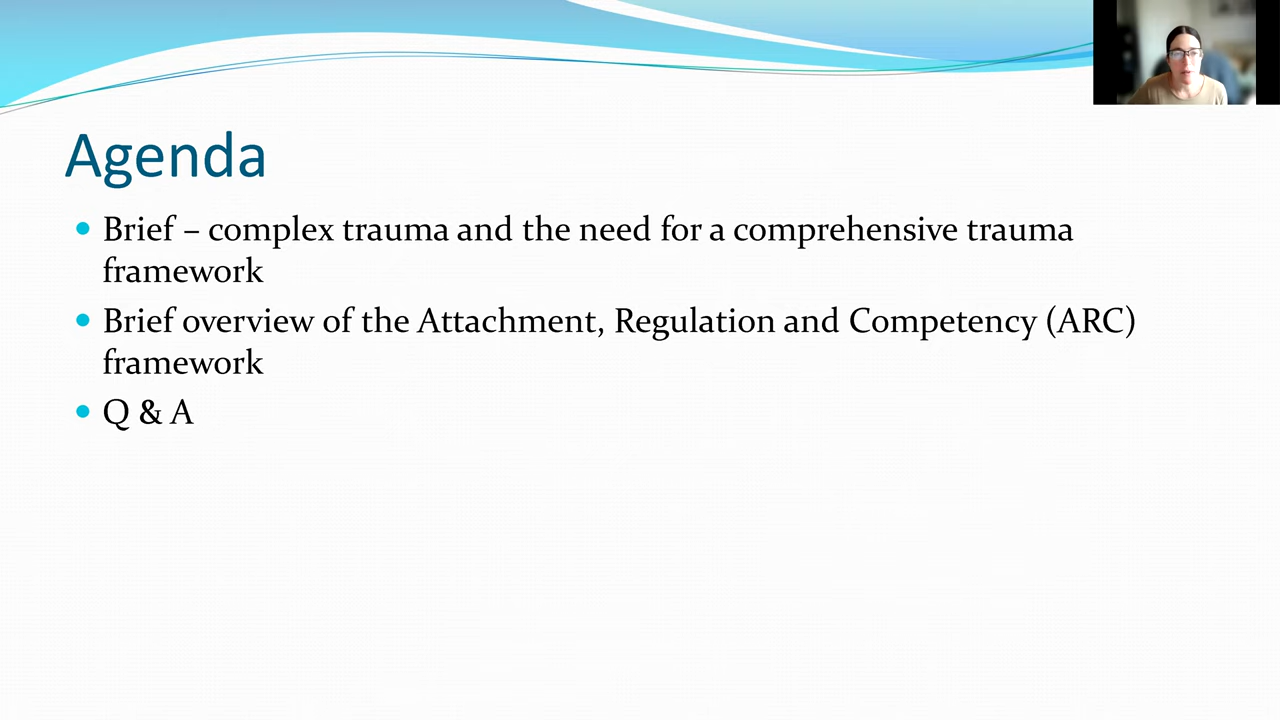 Agenda
Brief – complex trauma and the need for a comprehensive trauma
framework
Brief overview of the Attachment, Regulation and Competency (ARC)
framework
Q & A